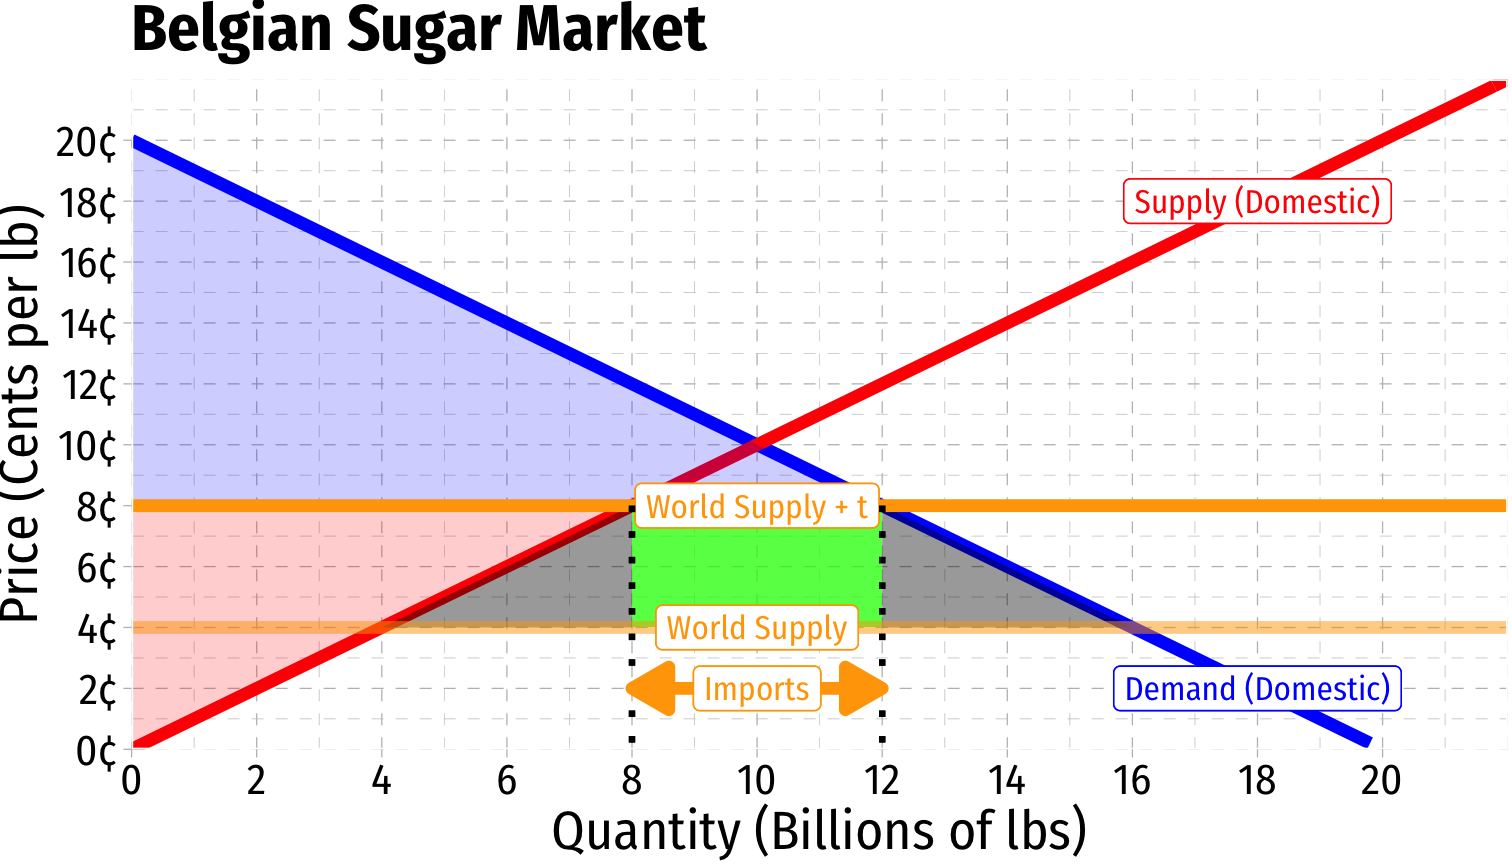 Belgian Sugar Market
Price (Cents per lb)
20¢
18¢
16¢
14¢
12¢
10¢
8¢
6¢
4¢
2¢
0¢
Supply (Domestic)
World Supply + t
World Supply
Imports
Demand (Domestic)
0 2 4 6 8 10 12 14 16 18 20
Quantity (Billions of lbs)